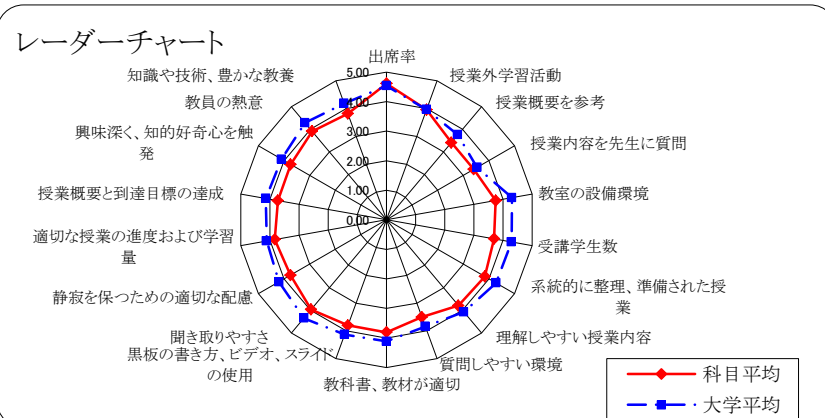 レーダーチャート
出席率
授業外学習活動
授業概要を参考
授業内容を先生に質問
教室の設備環境
受講学生数
系統的に整理、準備された授
業
理解しやすい授業内容
質問しやすい環境
教科書、教材が適切
黒板の書き方、ビデオ、スライド
の使用
聞き取りやすさ
静寂を保つための適切な配慮
適切な授業の進度および学習
量
授業概要と到達目標の達成
興味深く、知的好奇心を触
発
教員の熱意
知識や技術、豊かな教養
5.00
4.00
3.00
2.00
1.00
0.00
科目平均
大学平均